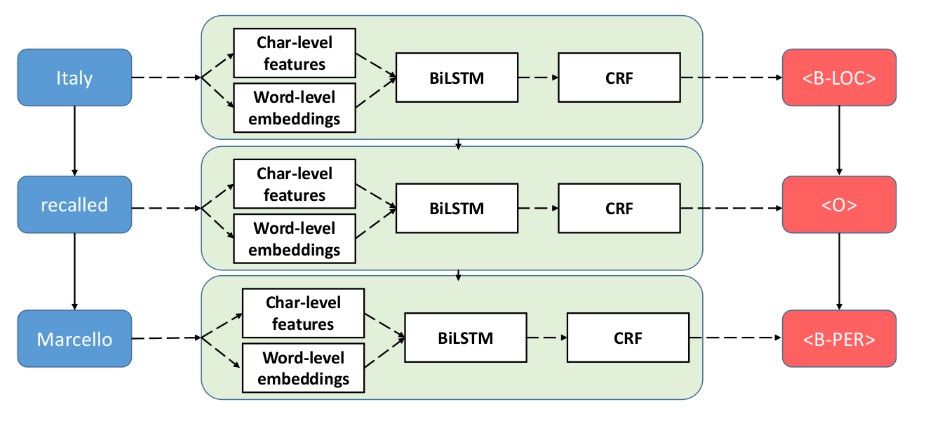 Italy
Char-level
features
Word-level
embeddings
BiLSTM
CRF
<B-LOC>
recalled
Char-level
features
Word-level
embeddings
BiLSTM
CRF
<O>
Marcello
Char-level
features
Word-level
embeddings
BiLSTM
CRF
<B-PER>